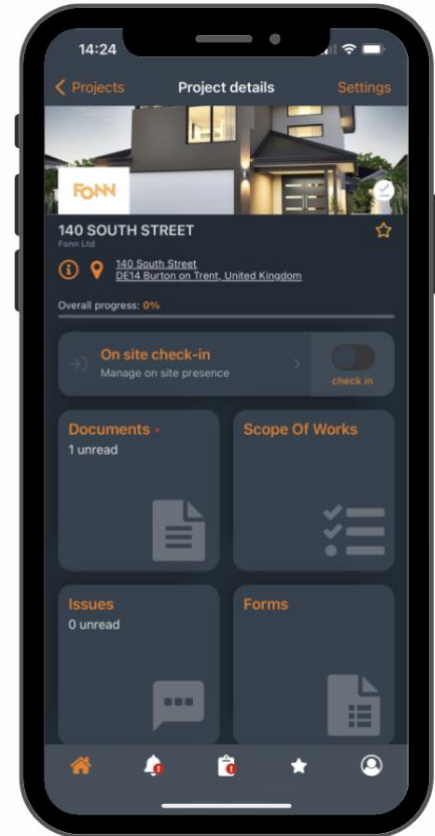 14:24
Projects
Project details
Settings
FONN
140 SOUTH STREET
Fonn Ltd
140 South Street
DE14 Burton on Trent, United Kingdom
Overall progress: 0%
On site check-in
Manage on site presence
check in
Documents
1 unread
Scope Of Works
Issues
0 unread
Forms
1
1